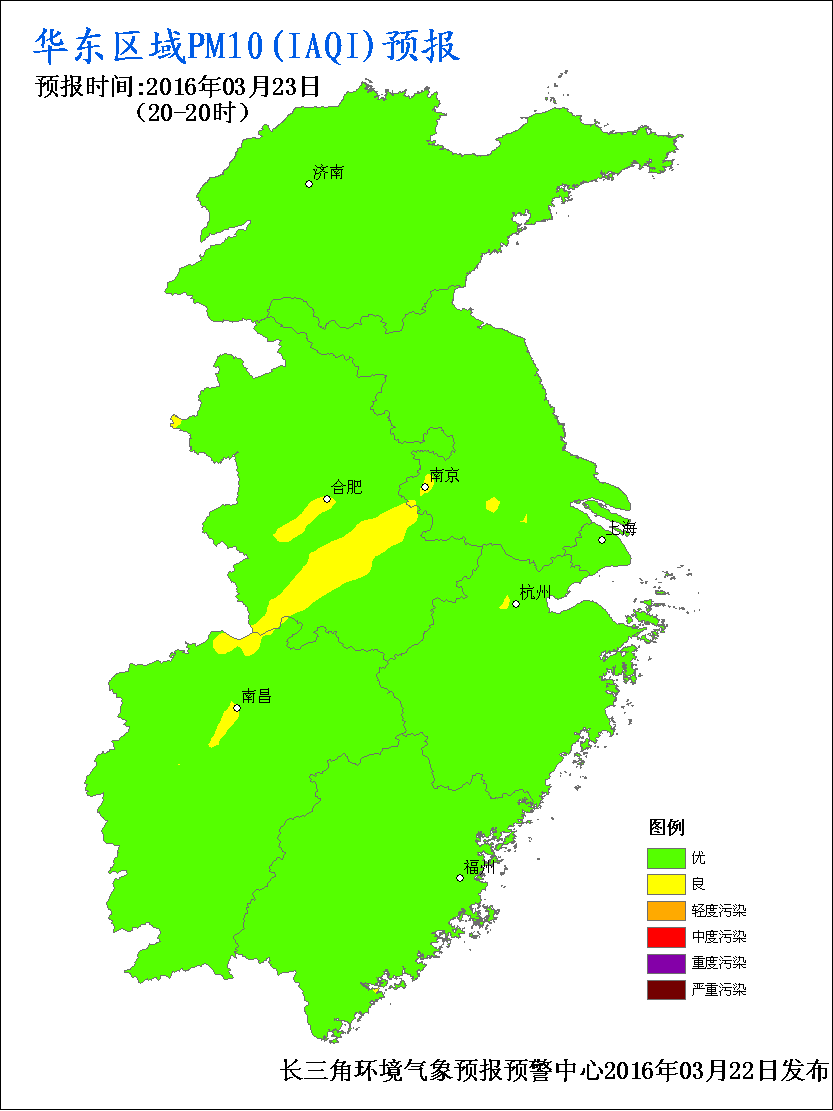 华东区域PM10(IAQI)预报
预报时间:2016年03月23日
(20-20时)
济南
南京
合肥
上海
杭州
南昌
福州
图例
优
良
轻度污染
中度污染
重度污染
严重污染
长三角环境气象预报预警中心2016年03月22日发布